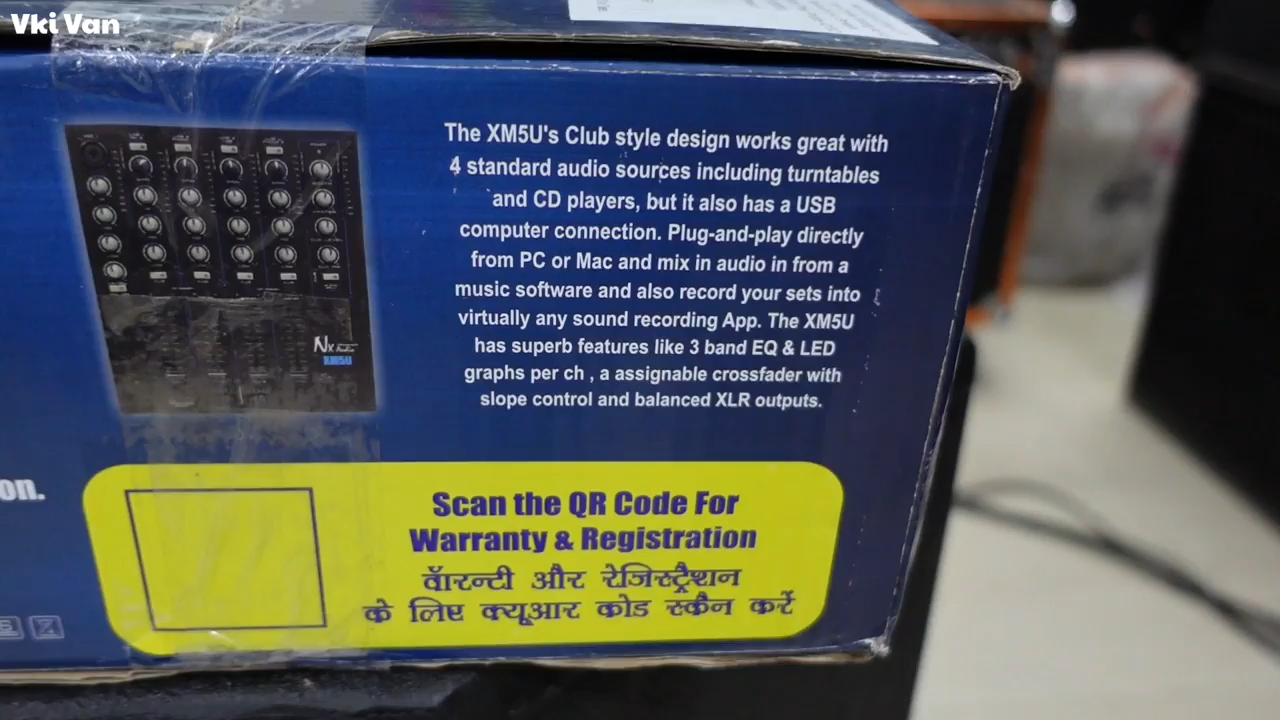 Vki Van
The XM5U's Club style design works great with
4 standard audio sources including turntables
and CD players, but it also has a USB
computer connection. Plug-and-play directly
from PC or Mac and mix in audio in from a
music software and also record your sets into
virtually any sound recording App. The XM5U
has superb features like 3 band EQ & LED
graphs per ch , a assignable crossfader with
slope control and balanced XLR outputs.
NX Audio
XM5U
on.
Scan the QR Code For
Warranty & Registration
वॉरन्टी और रेजिस्ट्रैशन
के लिए क्यूआर कोड स्कैन करें